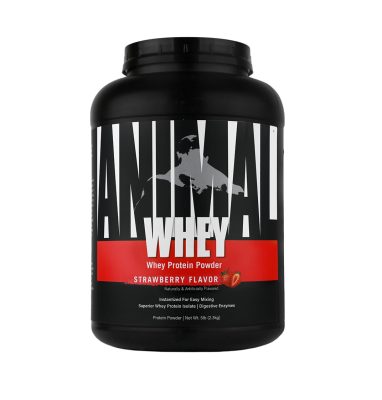 ANIMAL
WHEY
Whey Protein Powder
STRAWBERRY FLAVOR
Naturally & Artificially Flavored
Instantized For Easy Mixing
Superior Whey Protein Isolate | Digestive Enzymes
Protein Powder | Net Wt. 5lb (2.3kg)